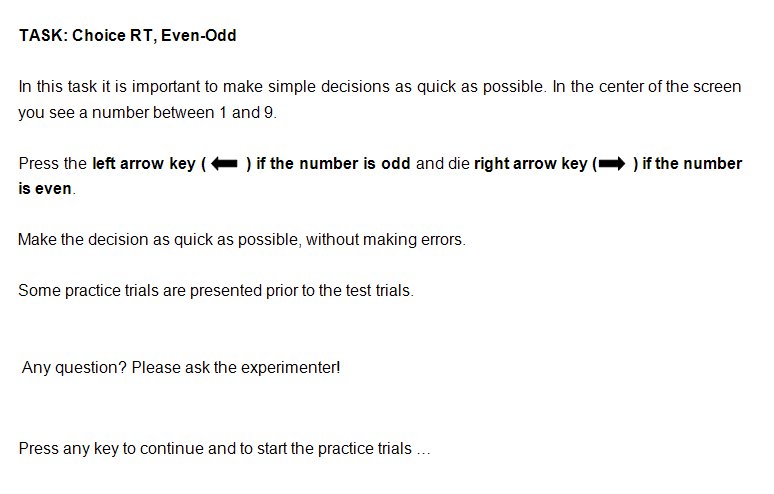 TASK: Choice RT, Even-Odd
In this task it is important to make simple decisions as quick as possible. In the center of the screen
you see a number between 1 and 9.
Press the left arrow key ( ⬅ ) if the number is odd and die right arrow key (➡ ) if the number
is even.
Make the decision as quick as possible, without making errors.
Some practice trials are presented prior to the test trials.
Any question? Please ask the experimenter!
Press any key to continue and to start the practice trials …